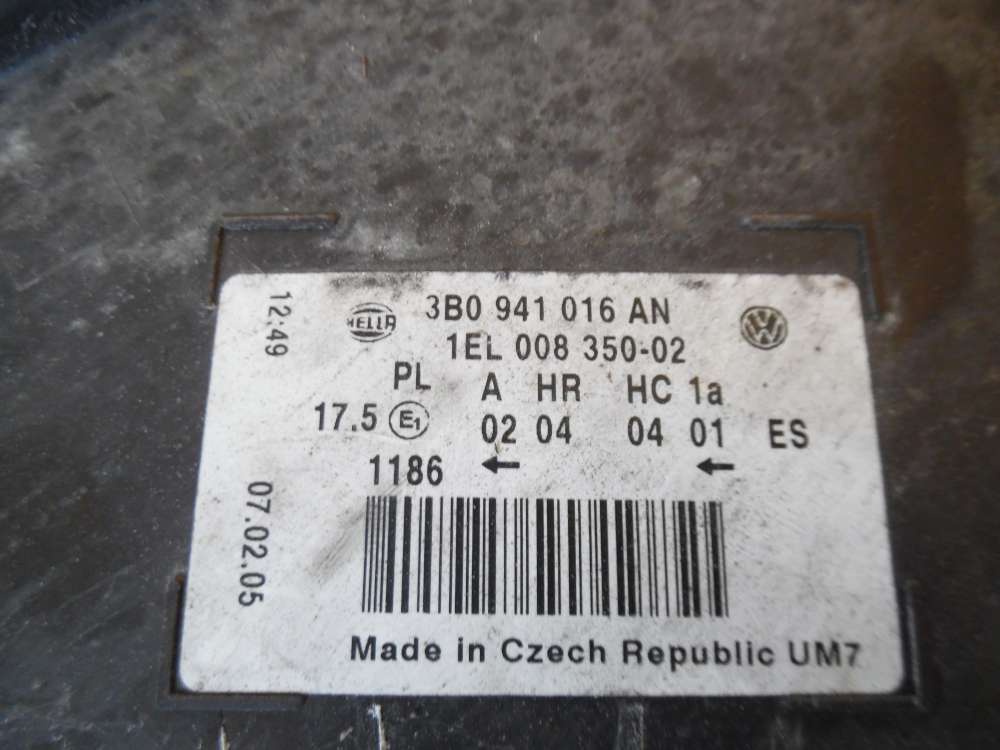 12:49
HELLA
3B0 941 016 AN
1EL 008 350-02
PL A HR HC 1a
17.5 E1 02 04 04 01 ES
1186 ← ←
07.02.05
Made in Czech Republic UM7